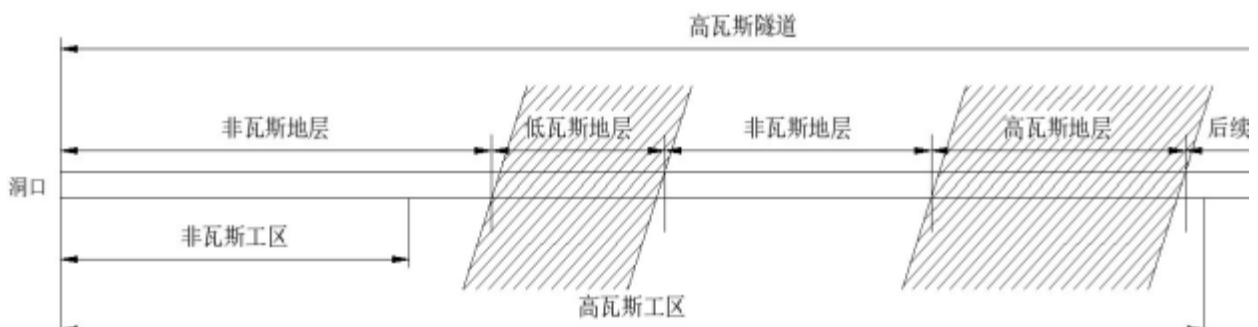 高瓦斯隧道
非瓦斯地层 低瓦斯地层 非瓦斯地层 高瓦斯地层 后续
洞口
非瓦斯工区
高瓦斯工区